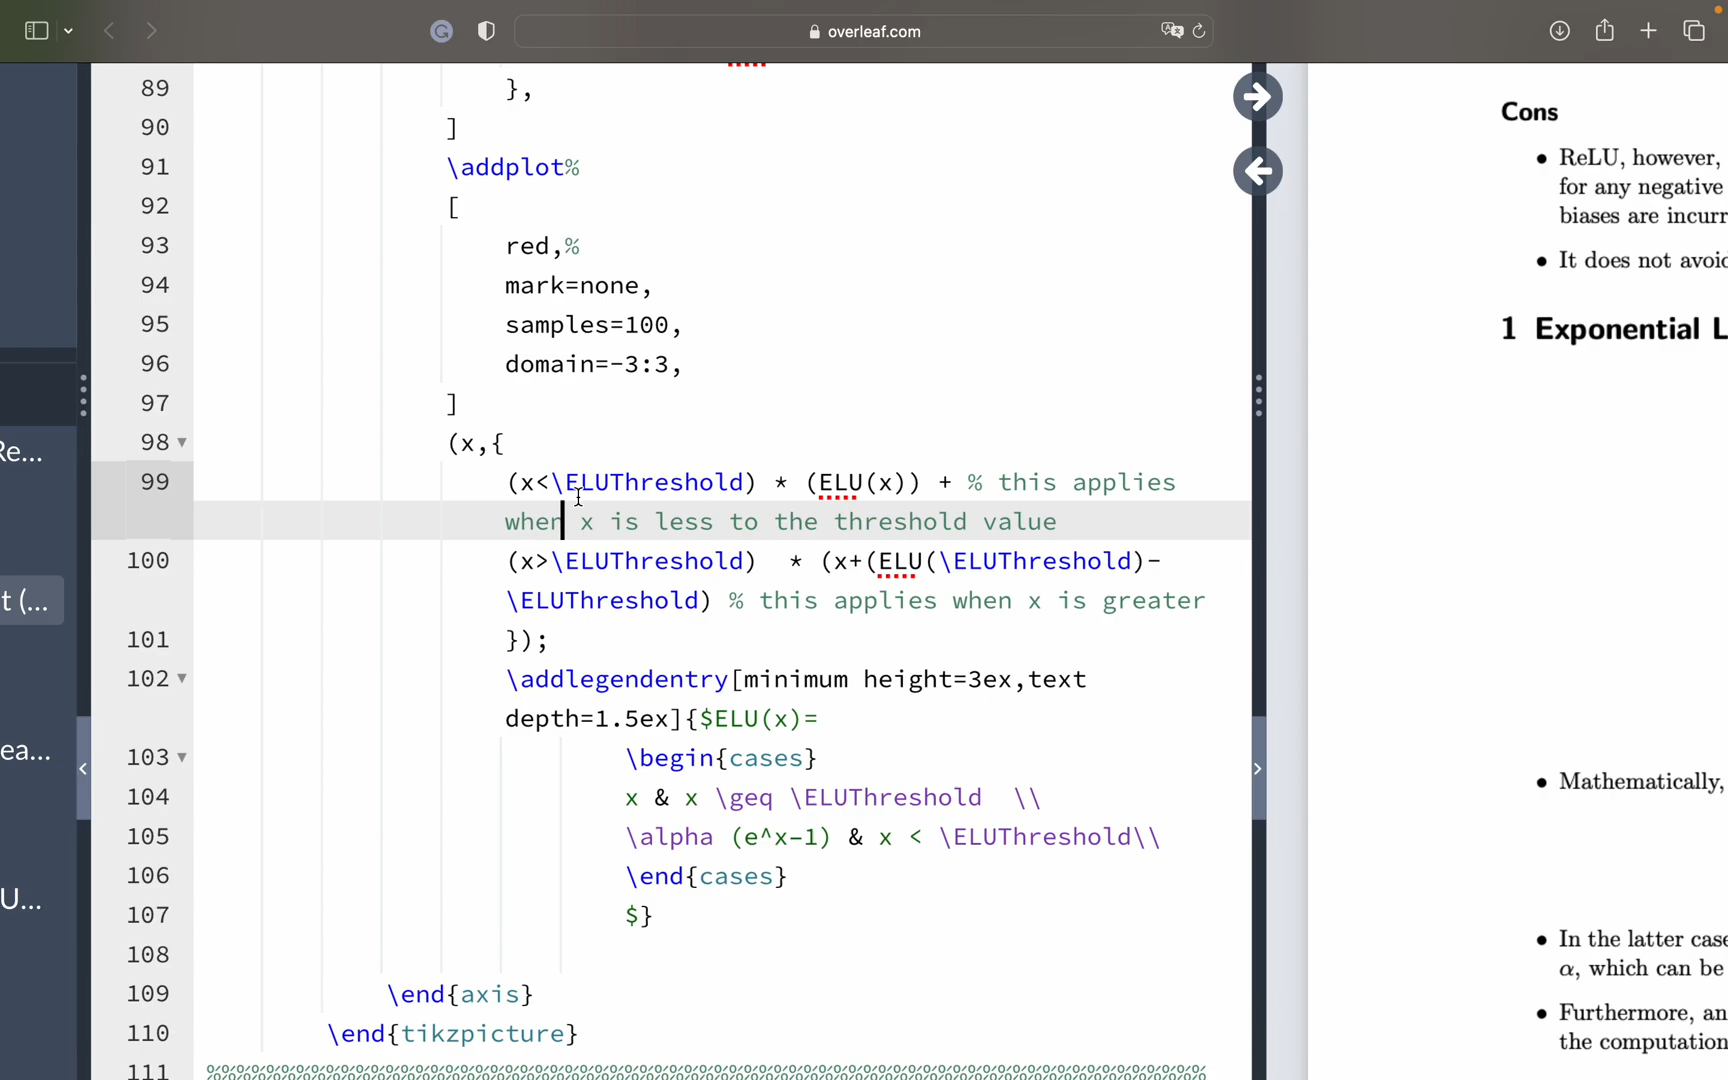 overleaf.com
89 },
90 ]
91 \addplot%
92 [
93 red,%
94 mark=none,
95 samples=100,
96 domain=-3:3,
97 ]
98 (x,{
99 (x<\ELUThreshold) * (ELU(x)) + % this applies
when x is less to the threshold value
100 (x>\ELUThreshold)  * (x+(ELU(\ELUThreshold)-
\ELUThreshold) % this applies when x is greater
101 });
102 \addlegendentry[minimum height=3ex,text
depth=1.5ex]{$ELU(x)=
103 \begin{cases}
104 x & x \geq \ELUThreshold  \\
105 \alpha (e^x-1) & x < \ELUThreshold\\
106 \end{cases}
107 $}
108
109 \end{axis}
110 \end{tikzpicture}
111 %%%%%%%%%%%%%%%%%%%%%%%%%%%%%%%%%%%%%%%%%%%%%%%%%%%%%%%%%%%%%%%%%%%
Re...
t (...
ea...
U...
Cons
• ReLU, however,
for any negative
biases are incurr
• It does not avoid
1 Exponential L
• Mathematically,
• In the latter case
α, which can be
• Furthermore, an
the computation